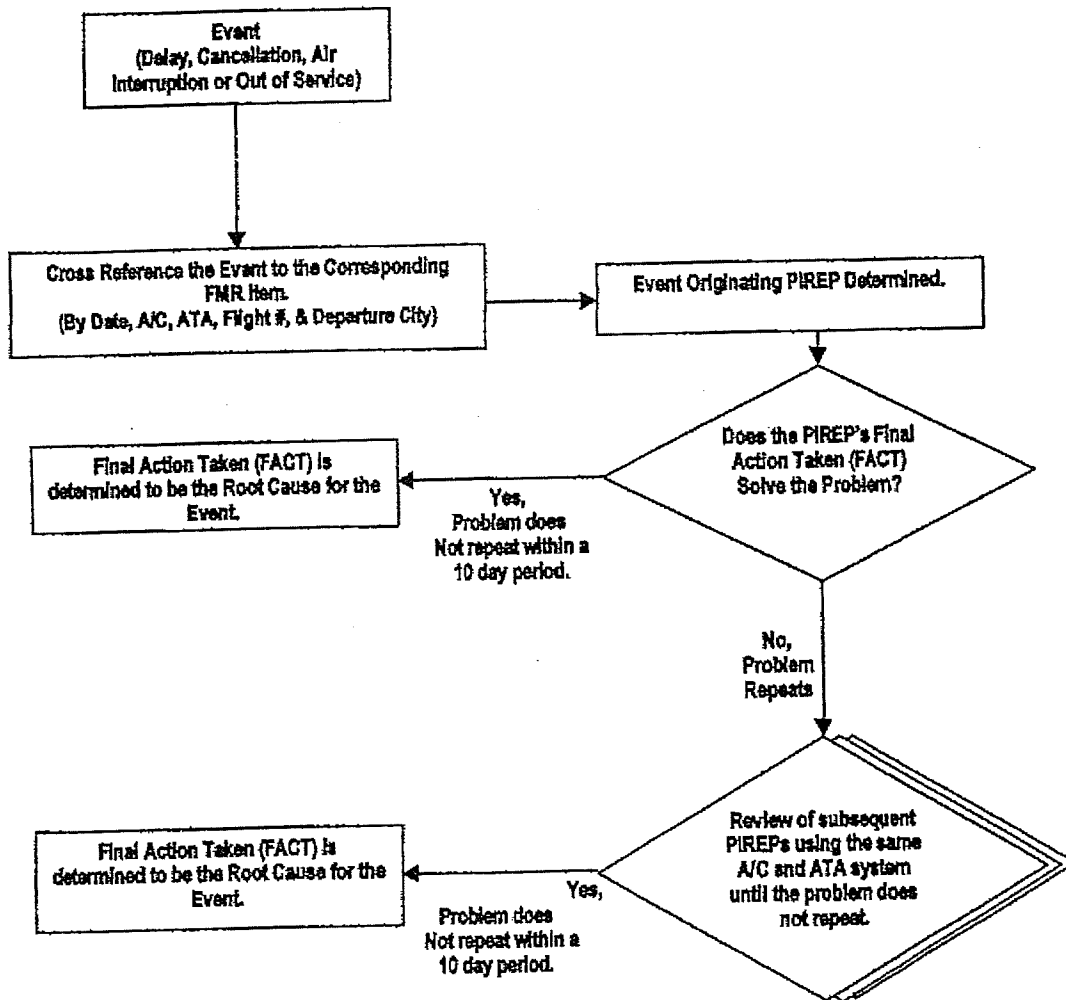 Event
(Delay, Cancellation, Air
Interruption or Out of Service)
Cross Reference the Event to the Corresponding
FMR Item.
(By Date, A/C, ATA, Flight #, & Departure City)
Event Originating PIREP Determined.
Does the PIREP's Final
Action Taken (FACT)
Solve the Problem?
Final Action Taken (FACT) is
determined to be the Root Cause for the
Event.
Yes,
Problem does
Not repeat within a
10 day period.
No,
Problem
Repeats
Review of subsequent
PIREPs using the same
A/C and ATA system
until the problem does
not repeat.
Final Action Taken (FACT) is
determined to be the Root Cause for the
Event.
Yes,
Problem does
Not repeat within a
10 day period.